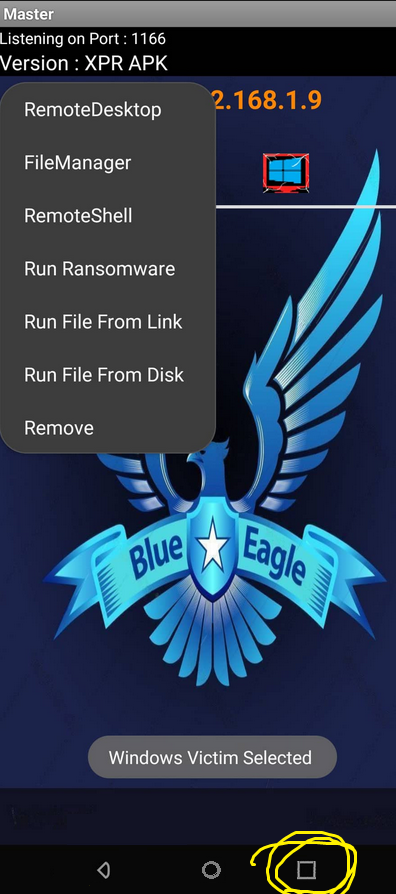 Master
Listening on Port : 1166
Version : XPR APK
2.168.1.9
RemoteDesktop
FileManager
RemoteShell
Run Ransomware
Run File From Link
Run File From Disk
Remove
Blue Eagle
Windows Victim Selected